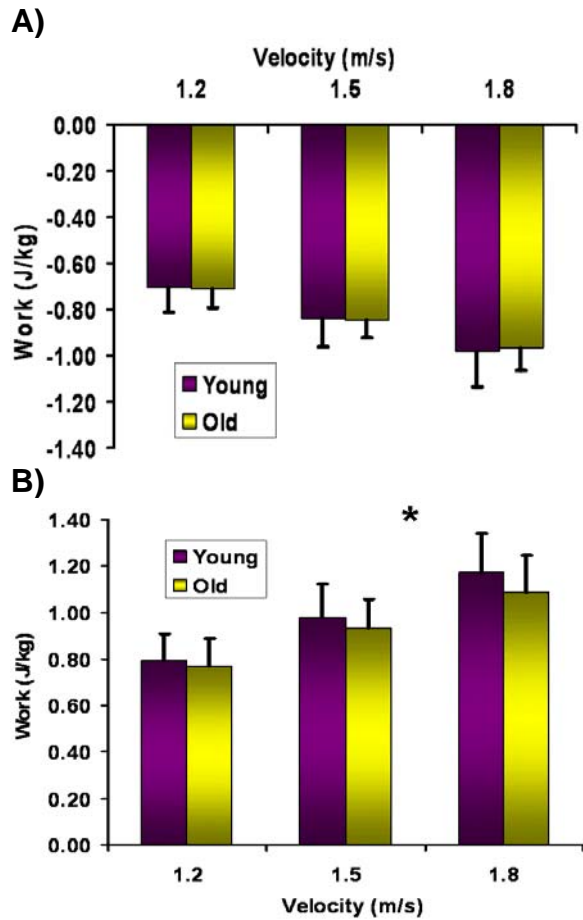 A)
Velocity (m/s)
1.2 1.5 1.8
0.00
-0.20
-0.40
-0.60
-0.80
-1.00
-1.20
-1.40
Work (J/kg)
Young
Old
B)
*
1.40
1.20
1.00
0.80
0.60
0.40
0.20
0.00
Work (J/kg)
Young
Old
1.2 1.5 1.8
Velocity (m/s)